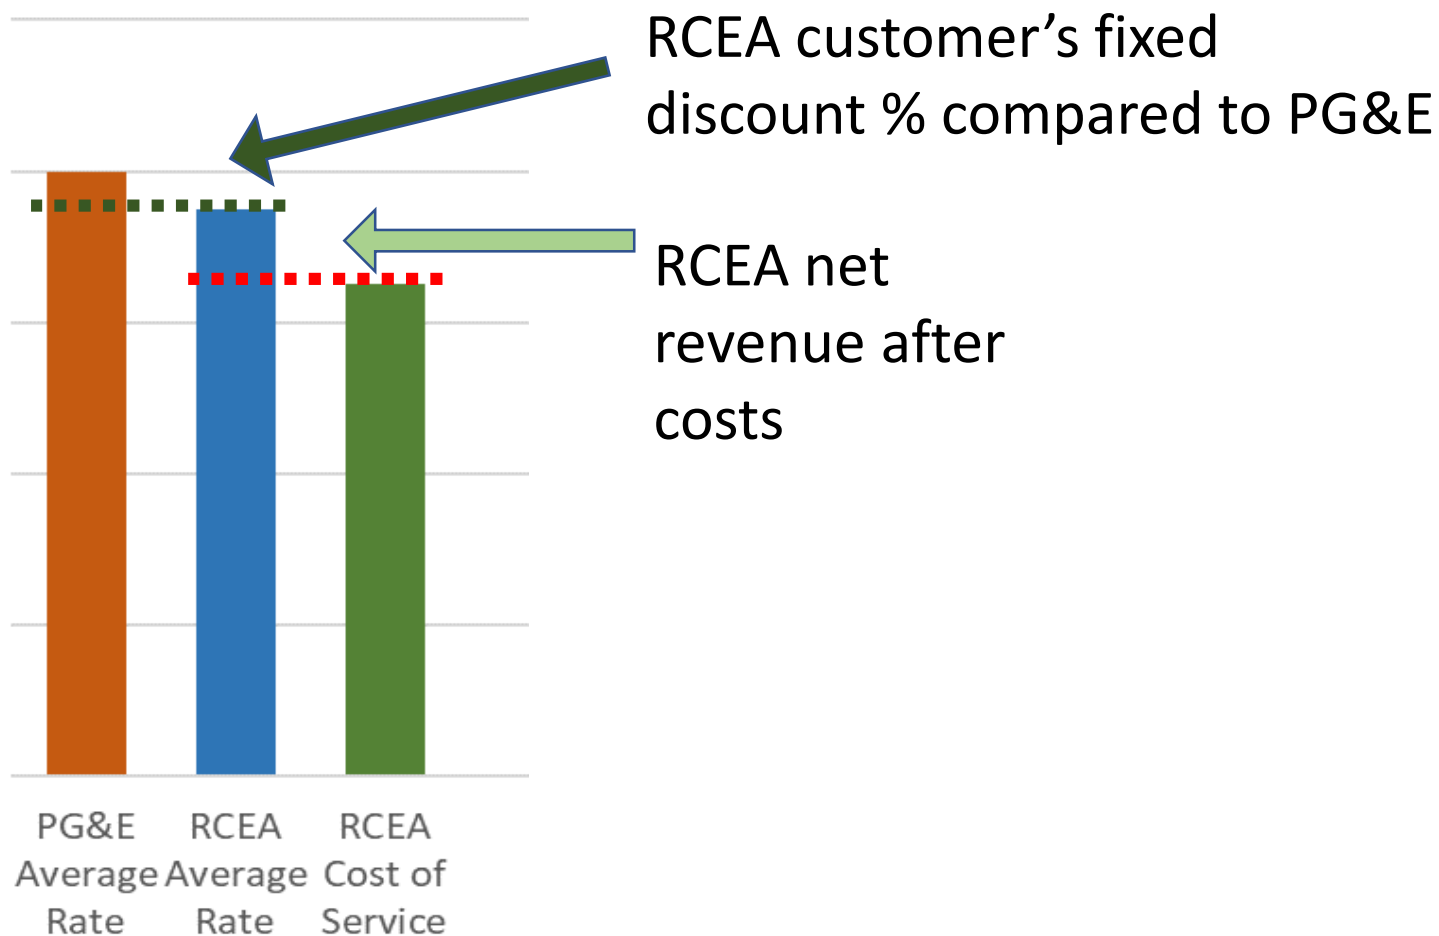 RCEA customer’s fixed
discount % compared to PG&E
RCEA net
revenue after
costs
PG&E
Average
Rate
RCEA
Average
Rate
RCEA
Cost of
Service